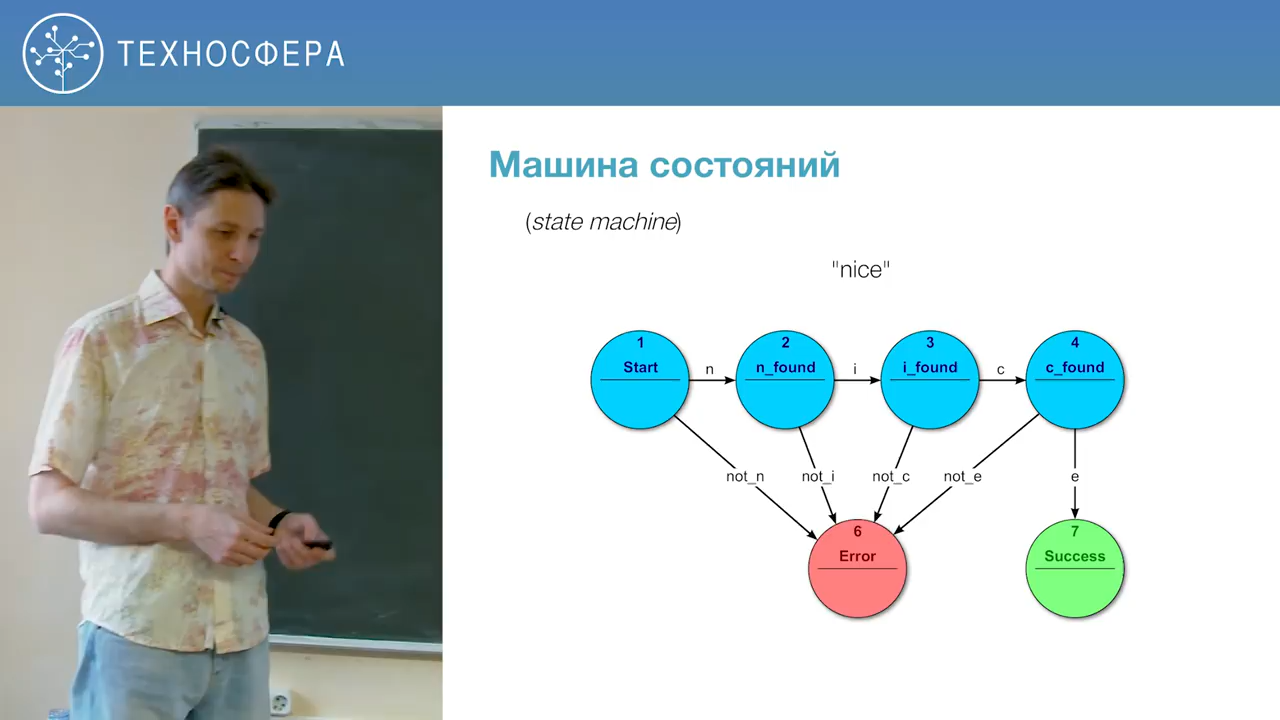 ТЕХНОСФЕРА
Машина состояний
(state machine)
"nice"
1
Start
n
2
n_found
i
3
i_found
c
4
c_found
not_n
not_i
not_c
not_e
e
6
Error
7
Success